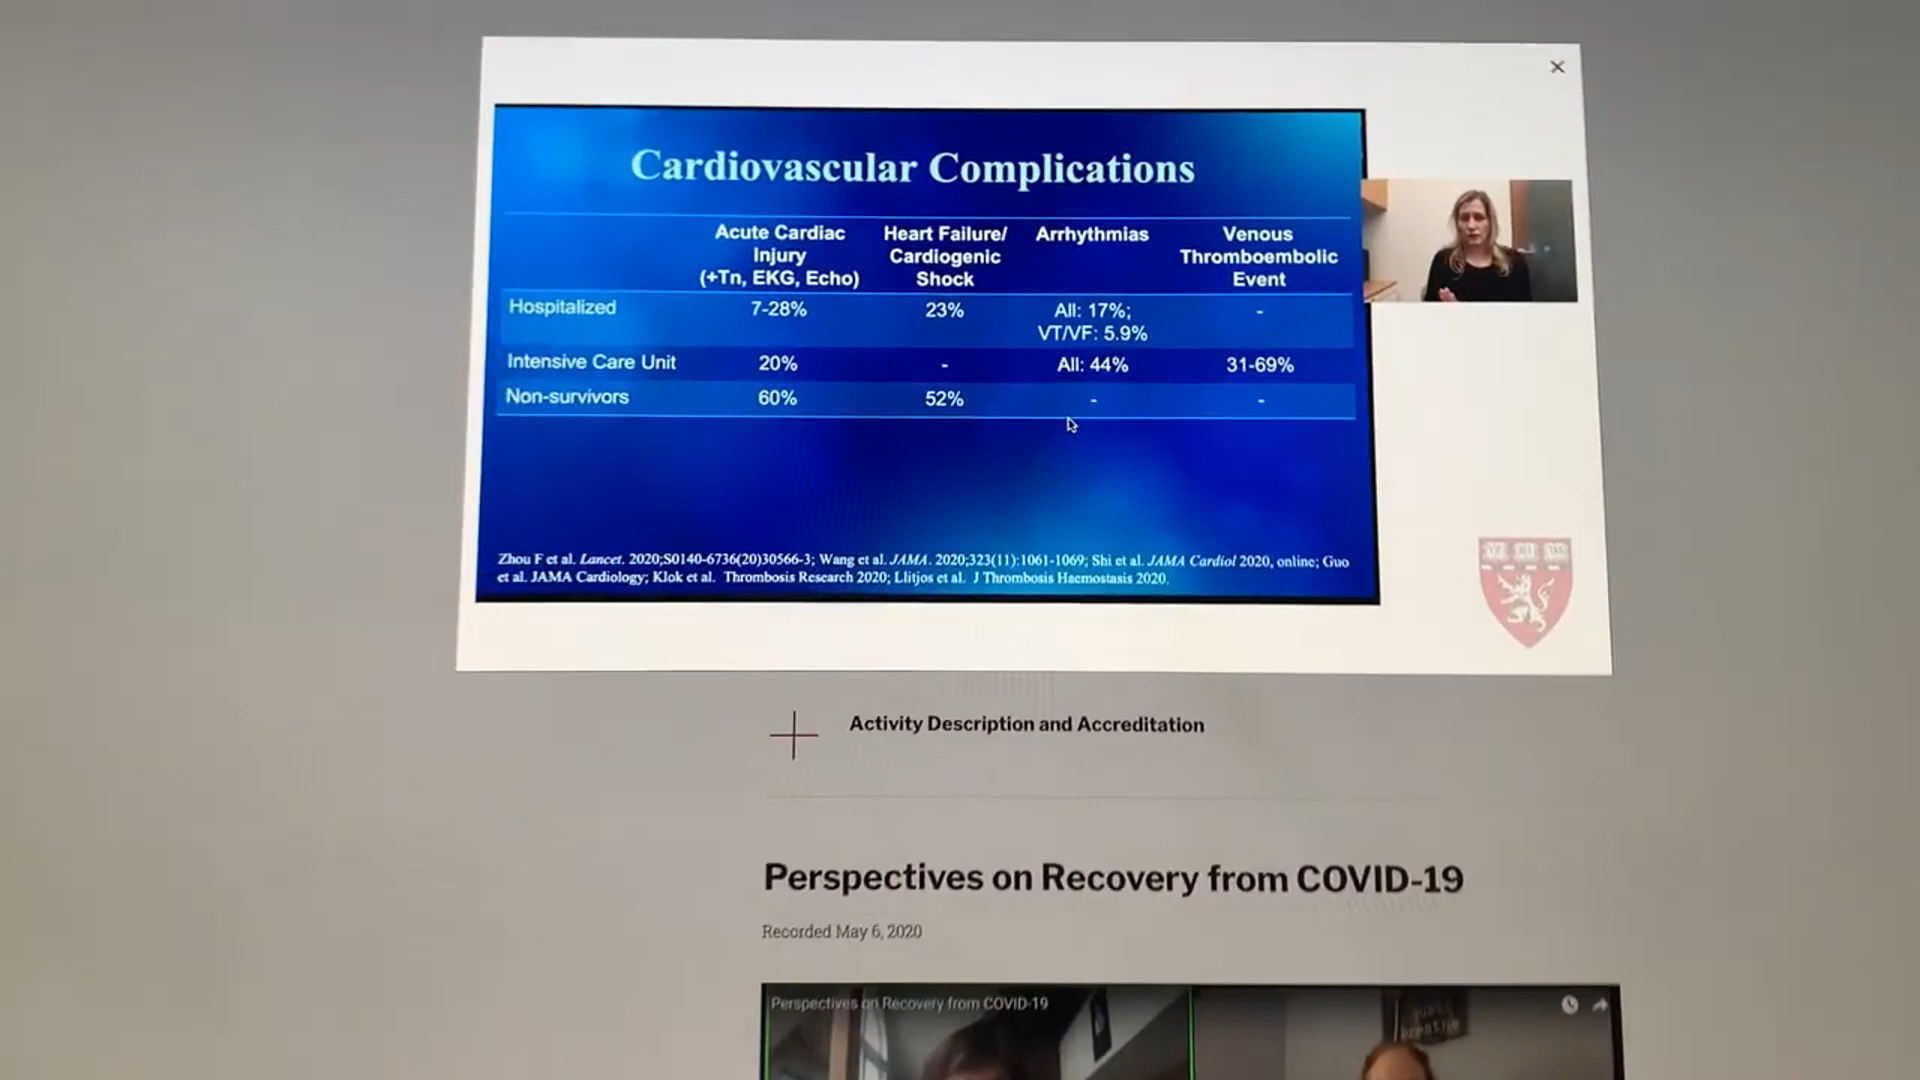 Cardiovascular Complications
Acute Cardiac Injury (+Tn, EKG, Echo)
Heart Failure/ Cardiogenic Shock
Arrhythmias
Venous Thromboembolic Event
Hospitalized 7-28% 23% All: 17%; VT/VF: 5.9% -
Intensive Care Unit 20% - All: 44% 31-69%
Non-survivors 60% 52% - -
Zhou F et al. Lancet. 2020;S0140-6736(20)30566-3; Wang et al. JAMA. 2020;323(11):1061-1069; Shi et al. JAMA Cardiol 2020, online; Guo
et al. JAMA Cardiology; Klok et al. Thrombosis Research 2020; Llitjos et al. J Thrombosis Haemostasis 2020.
VE RI TAS
Activity Description and Accreditation
Perspectives on Recovery from COVID-19
Recorded May 6, 2020
Perspectives on Recovery from COVID-19
just
breathe